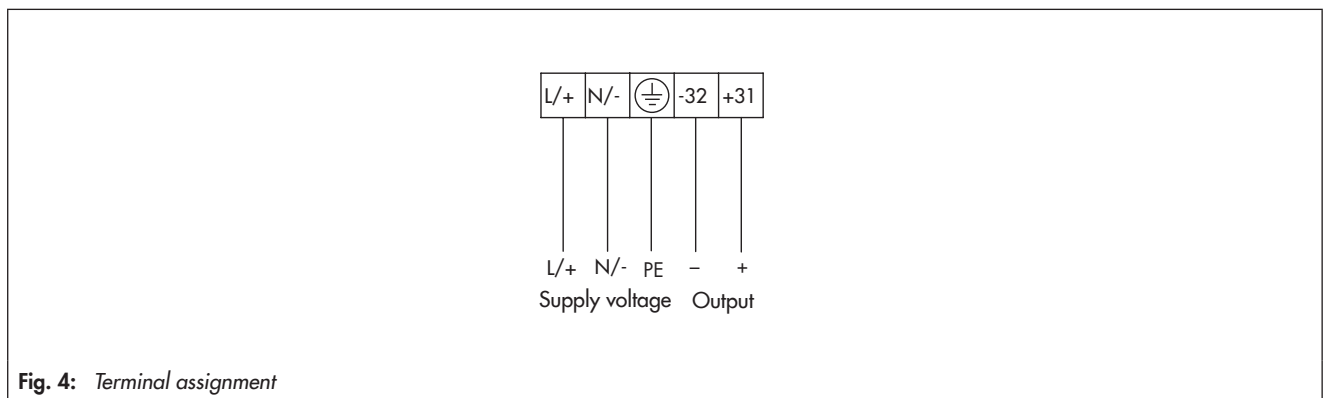 L/+ N/- -32 +31
L/+ N/- PE – +
Supply voltage Output
Fig. 4: Terminal assignment